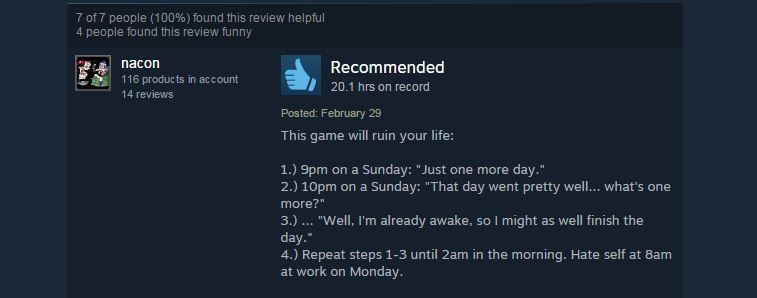 7 of 7 people (100%) found this review helpful
4 people found this review funny
nacon
116 products in account
14 reviews
Recommended
20.1 hrs on record
Posted: February 29
This game will ruin your life:
1.) 9pm on a Sunday: "Just one more day."
2.) 10pm on a Sunday: "That day went pretty well... what's one
more?"
3.) ... "Well, I'm already awake, so I might as well finish the
day."
4.) Repeat steps 1-3 until 2am in the morning. Hate self at 8am
at work on Monday.